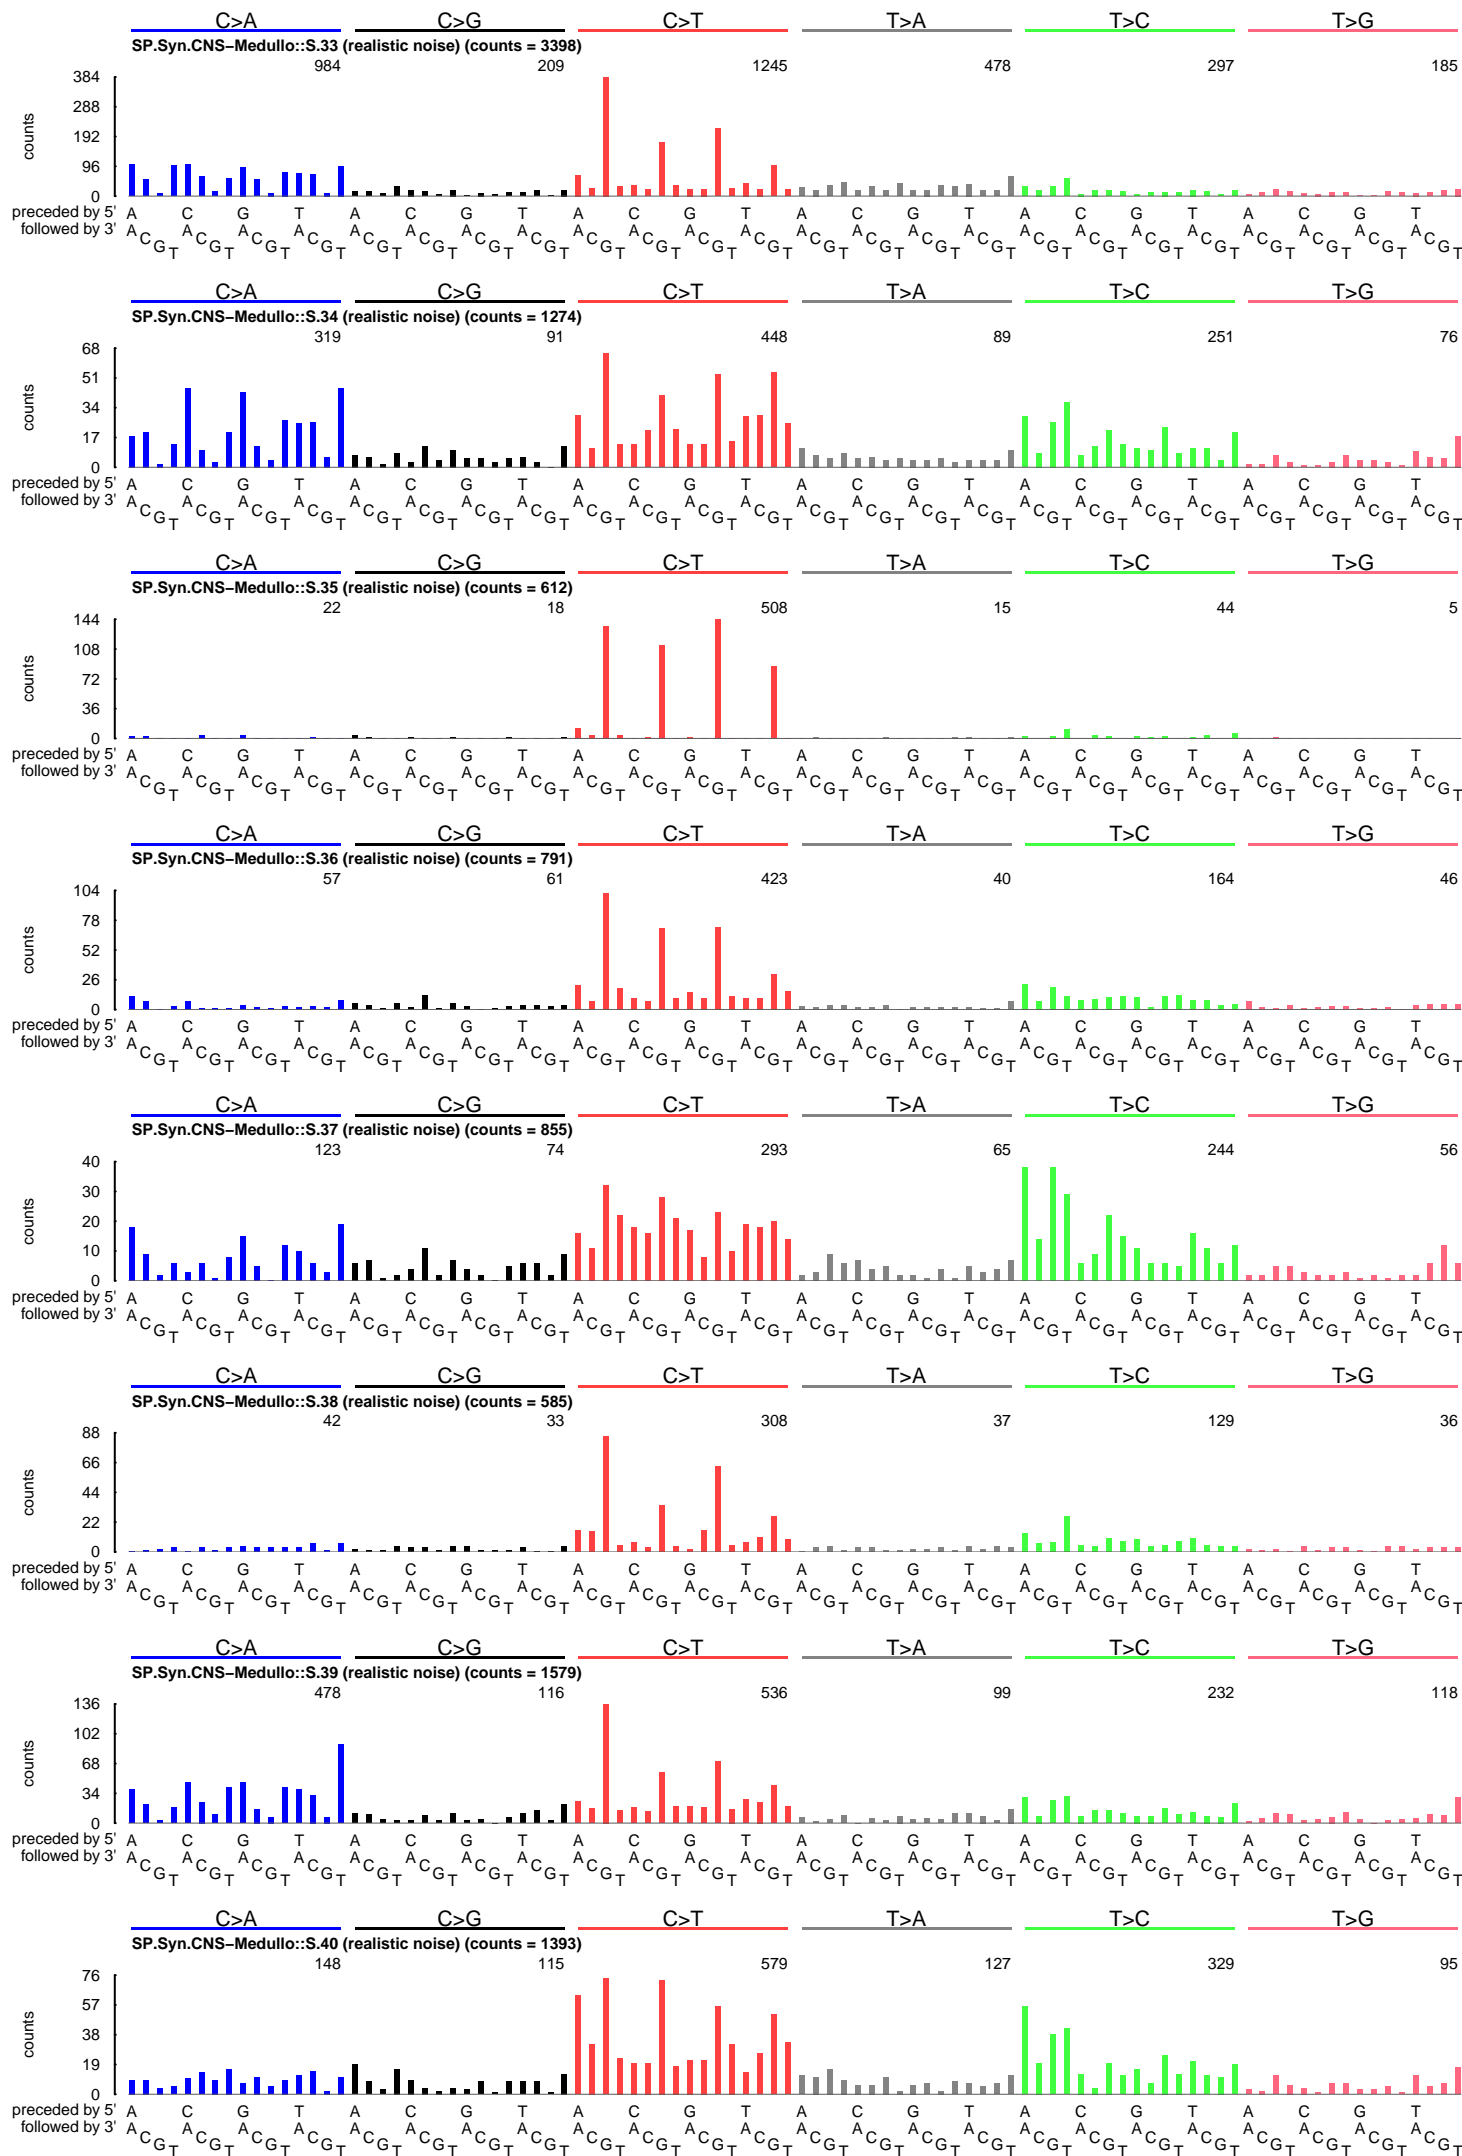 C>A C>G C>T T>A T>C T>G
SP.Syn.CNS−Medullo::S.33 (realistic noise) (counts = 3398)
984 209 1245 478 297 185
384
288
192
96
0
counts
preceded by 5' A C G T A C G T A C G T A C G T A C G T A C G T
followed by 3' A C G T A C G T A C G T A C G T A C G T A C G T A C G T A C G T A C G T A C G T A C G T A C G T A C G T A C G T A C G T A C G T A C G T A C G T A C G T A C G T A C G T A C G T A C G T A C G T
C>A C>G C>T T>A T>C T>G
SP.Syn.CNS−Medullo::S.34 (realistic noise) (counts = 1274)
319 91 448 89 251 76
68
51
34
17
0
counts
preceded by 5' A C G T A C G T A C G T A C G T A C G T A C G T
followed by 3' A C G T A C G T A C G T A C G T A C G T A C G T A C G T A C G T A C G T A C G T A C G T A C G T A C G T A C G T A C G T A C G T A C G T A C G T A C G T A C G T A C G T A C G T A C G T A C G T
C>A C>G C>T T>A T>C T>G
SP.Syn.CNS−Medullo::S.35 (realistic noise) (counts = 612)
22 18 508 15 44 5
144
108
72
36
0
counts
preceded by 5' A C G T A C G T A C G T A C G T A C G T A C G T
followed by 3' A C G T A C G T A C G T A C G T A C G T A C G T A C G T A C G T A C G T A C G T A C G T A C G T A C G T A C G T A C G T A C G T A C G T A C G T A C G T A C G T A C G T A C G T A C G T A C G T
C>A C>G C>T T>A T>C T>G
SP.Syn.CNS−Medullo::S.36 (realistic noise) (counts = 791)
57 61 423 40 164 46
104
78
52
26
0
counts
preceded by 5' A C G T A C G T A C G T A C G T A C G T A C G T
followed by 3' A C G T A C G T A C G T A C G T A C G T A C G T A C G T A C G T A C G T A C G T A C G T A C G T A C G T A C G T A C G T A C G T A C G T A C G T A C G T A C G T A C G T A C G T A C G T A C G T
C>A C>G C>T T>A T>C T>G
SP.Syn.CNS−Medullo::S.37 (realistic noise) (counts = 855)
123 74 293 65 244 56
40
30
20
10
0
counts
preceded by 5' A C G T A C G T A C G T A C G T A C G T A C G T
followed by 3' A C G T A C G T A C G T A C G T A C G T A C G T A C G T A C G T A C G T A C G T A C G T A C G T A C G T A C G T A C G T A C G T A C G T A C G T A C G T A C G T A C G T A C G T A C G T A C G T
C>A C>G C>T T>A T>C T>G
SP.Syn.CNS−Medullo::S.38 (realistic noise) (counts = 585)
42 33 308 37 129 36
88
66
44
22
0
counts
preceded by 5' A C G T A C G T A C G T A C G T A C G T A C G T
followed by 3' A C G T A C G T A C G T A C G T A C G T A C G T A C G T A C G T A C G T A C G T A C G T A C G T A C G T A C G T A C G T A C G T A C G T A C G T A C G T A C G T A C G T A C G T A C G T A C G T
C>A C>G C>T T>A T>C T>G
SP.Syn.CNS−Medullo::S.39 (realistic noise) (counts = 1579)
478 116 536 99 232 118
136
102
68
34
0
counts
preceded by 5' A C G T A C G T A C G T A C G T A C G T A C G T
followed by 3' A C G T A C G T A C G T A C G T A C G T A C G T A C G T A C G T A C G T A C G T A C G T A C G T A C G T A C G T A C G T A C G T A C G T A C G T A C G T A C G T A C G T A C G T A C G T A C G T
C>A C>G C>T T>A T>C T>G
SP.Syn.CNS−Medullo::S.40 (realistic noise) (counts = 1393)
148 115 579 127 329 95
76
57
38
19
0
counts
preceded by 5' A C G T A C G T A C G T A C G T A C G T A C G T
followed by 3' A C G T A C G T A C G T A C G T A C G T A C G T A C G T A C G T A C G T A C G T A C G T A C G T A C G T A C G T A C G T A C G T A C G T A C G T A C G T A C G T A C G T A C G T A C G T A C G T